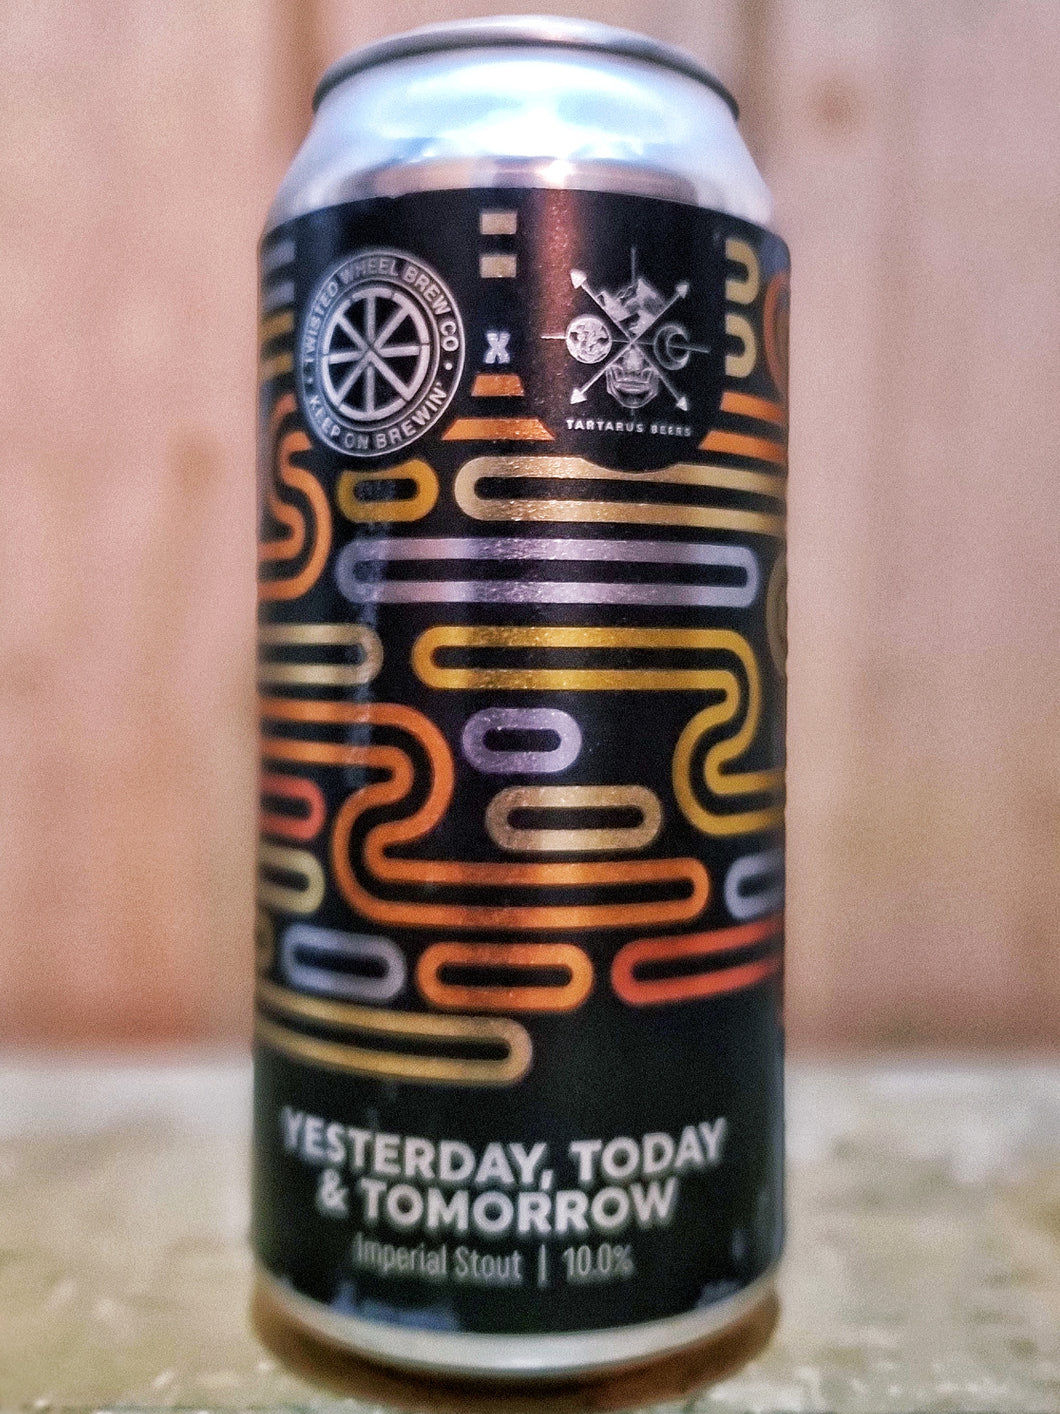 • TWISTED WHEEL BREW CO •
KEEP ON BREWIN'
X
TARTARUS BEERS
YESTERDAY, TODAY
& TOMORROW
Imperial Stout | 10.0%